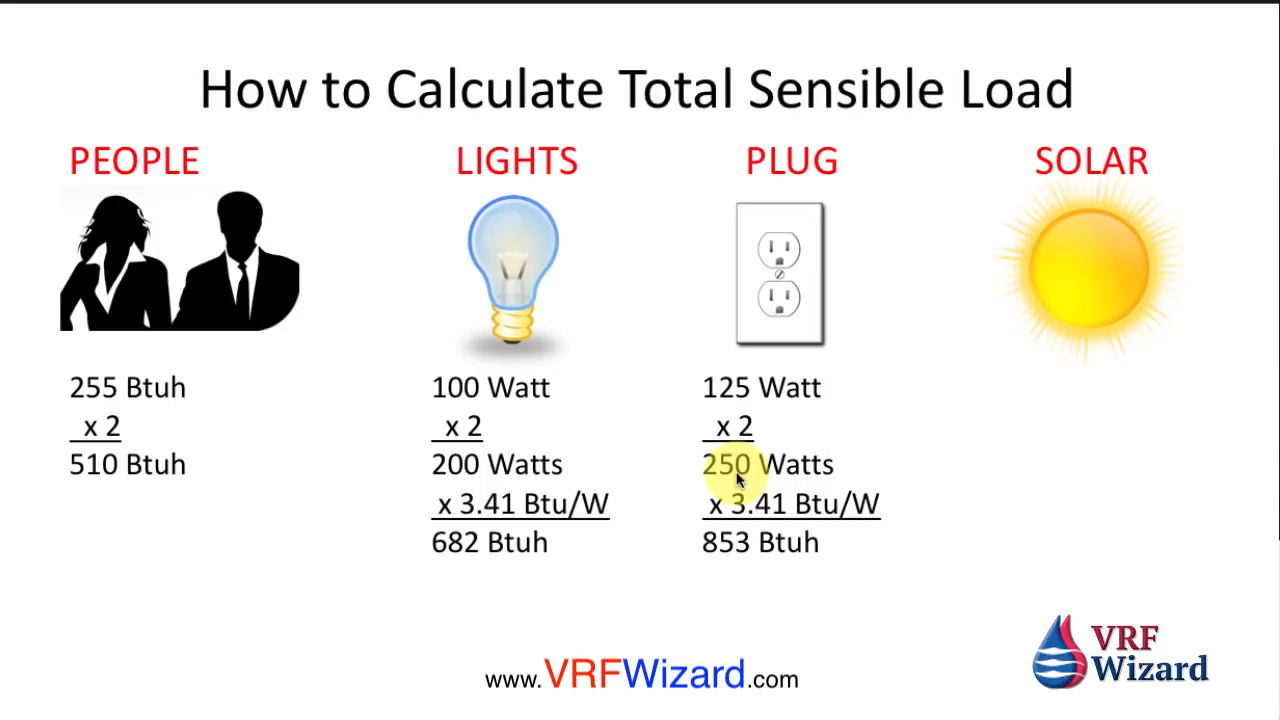 How to Calculate Total Sensible Load
PEOPLE
255 Btuh
x 2
510 Btuh
LIGHTS
100 Watt
x 2
200 Watts
x 3.41 Btu/W
682 Btuh
PLUG
125 Watt
x 2
250 Watts
x 3.41 Btu/W
853 Btuh
SOLAR
www.VRFWizard.com
VRF
Wizard